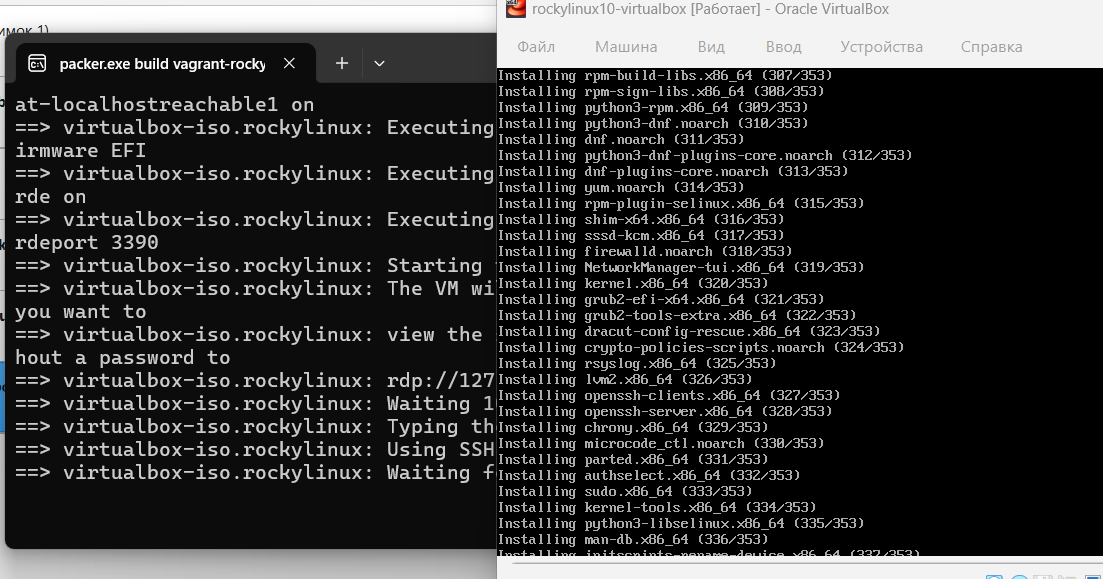 имок 1)
packer.exe build vagrant-rocky
at-localhostreachable1 on
==> virtualbox-iso.rockylinux: Executing
irmware EFI
==> virtualbox-iso.rockylinux: Executing
rde on
==> virtualbox-iso.rockylinux: Executing
rdeport 3390
==> virtualbox-iso.rockylinux: Starting
==> virtualbox-iso.rockylinux: The VM wi
you want to
==> virtualbox-iso.rockylinux: view the
hout a password to
==> virtualbox-iso.rockylinux: rdp://127
==> virtualbox-iso.rockylinux: Waiting 1
==> virtualbox-iso.rockylinux: Typing th
==> virtualbox-iso.rockylinux: Using SSH
==> virtualbox-iso.rockylinux: Waiting f
rockylinux10-virtualbox [Работает] - Oracle VirtualBox
Файл Машина Вид Ввод Устройства Справка
Installing rpm-build-libs.x86_64 (307/353)
Installing rpm-sign-libs.x86_64 (308/353)
Installing python3-rpm.x86_64 (309/353)
Installing python3-dnf.noarch (310/353)
Installing dnf.noarch (311/353)
Installing python3-dnf-plugins-core.noarch (312/353)
Installing dnf-plugins-core.noarch (313/353)
Installing yum.noarch (314/353)
Installing rpm-plugin-selinux.x86_64 (315/353)
Installing shim-x64.x86_64 (316/353)
Installing sssd-kcm.x86_64 (317/353)
Installing firewalld.noarch (318/353)
Installing NetworkManager-tui.x86_64 (319/353)
Installing kernel.x86_64 (320/353)
Installing grub2-efi-x64.x86_64 (321/353)
Installing grub2-tools-extra.x86_64 (322/353)
Installing dracut-config-rescue.x86_64 (323/353)
Installing crypto-policies-scripts.noarch (324/353)
Installing rsyslog.x86_64 (325/353)
Installing lvm2.x86_64 (326/353)
Installing openssh-clients.x86_64 (327/353)
Installing openssh-server.x86_64 (328/353)
Installing chrony.x86_64 (329/353)
Installing microcode_ctl.noarch (330/353)
Installing parted.x86_64 (331/353)
Installing authselect.x86_64 (332/353)
Installing sudo.x86_64 (333/353)
Installing kernel-tools.x86_64 (334/353)
Installing python3-libselinux.x86_64 (335/353)
Installing man-db.x86_64 (336/353)
Installing initscripts-rename-device.x86_64 (337/353)